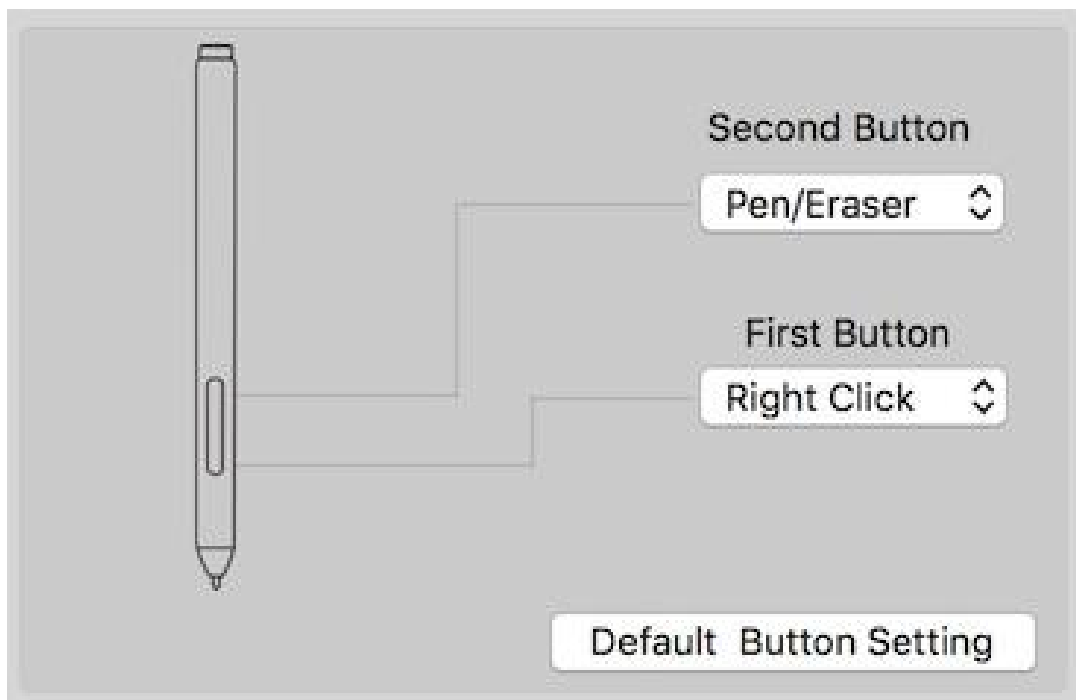 Second Button
Pen/Eraser
First Button
Right Click
Default Button Setting